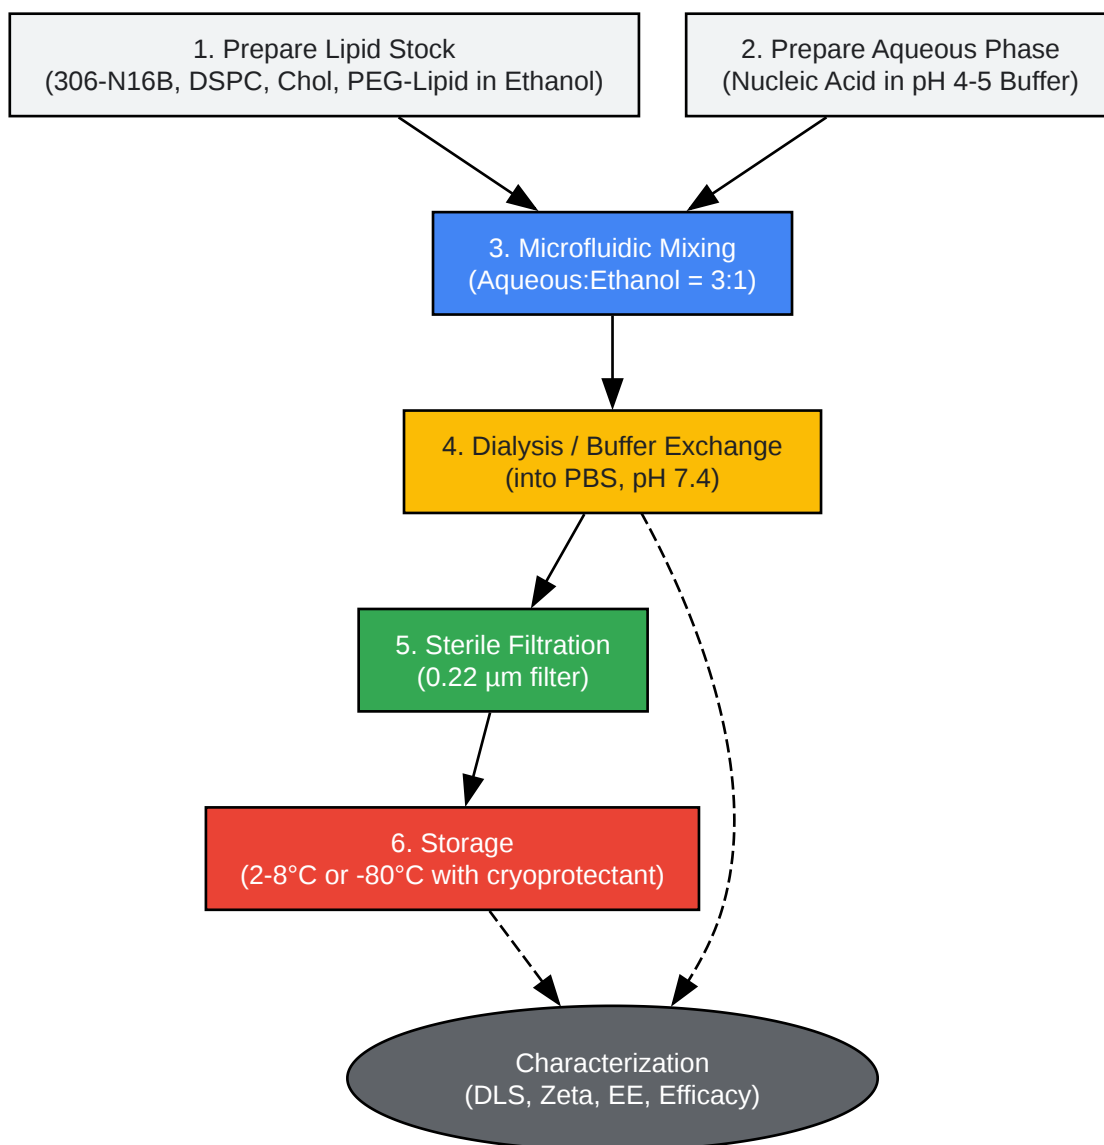 1. Prepare Lipid Stock
(306-N16B, DSPC, Chol, PEG-Lipid in Ethanol)
2. Prepare Aqueous Phase
(Nucleic Acid in pH 4-5 Buffer)
3. Microfluidic Mixing
(Aqueous:Ethanol = 3:1)
4. Dialysis / Buffer Exchange
(into PBS, pH 7.4)
5. Sterile Filtration
(0.22 µm filter)
6. Storage
(2-8°C or -80°C with cryoprotectant)
Characterization
(DLS, Zeta, EE, Efficacy)